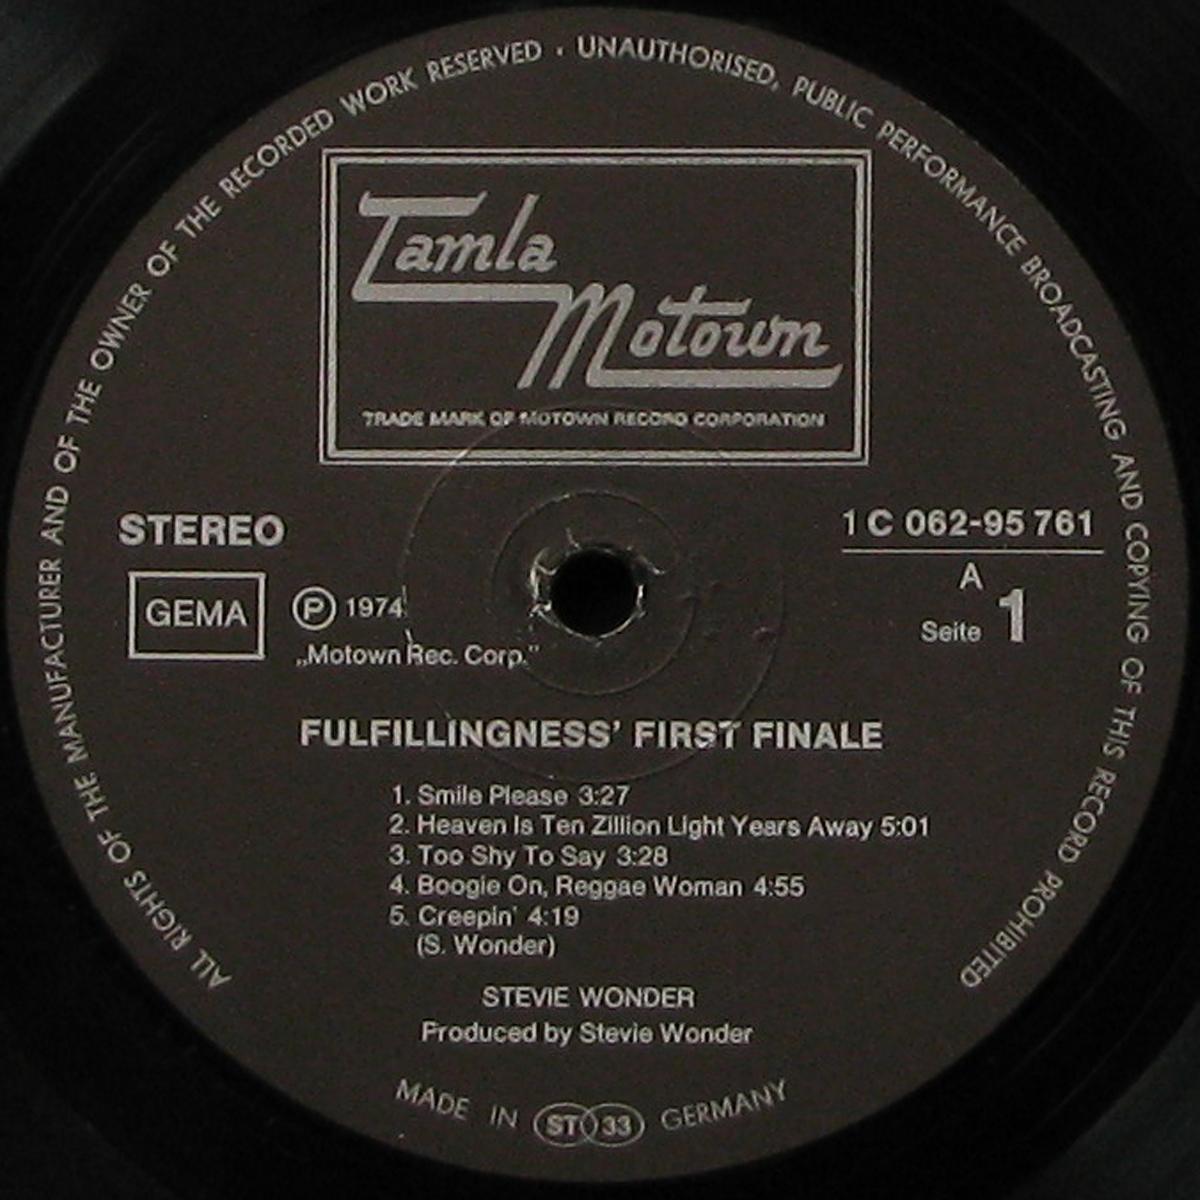 ALL RIGHTS OF THE MANUFACTURER AND OF THE OWNER OF THE RECORDED WORK RESERVED · UNAUTHORISED, PUBLIC PERFORMANCE BROADCASTING AND COPYING OF THIS RECORD PROHIBITED
Tamla
Motown
TRADE MARK OF MOTOWN RECORD CORPORATION
STEREO
1 C 062-95 761
GEMA
Ⓟ 1974
„Motown Rec. Corp.“
A
Seite 1
FULFILLINGNESS' FIRST FINALE
1. Smile Please 3:27
2. Heaven Is Ten Zillion Light Years Away 5:01
3. Too Shy To Say 3:28
4. Boogie On, Reggae Woman 4:55
5. Creepin' 4:19
(S. Wonder)
STEVIE WONDER
Produced by Stevie Wonder
MADE IN ST 33 GERMANY